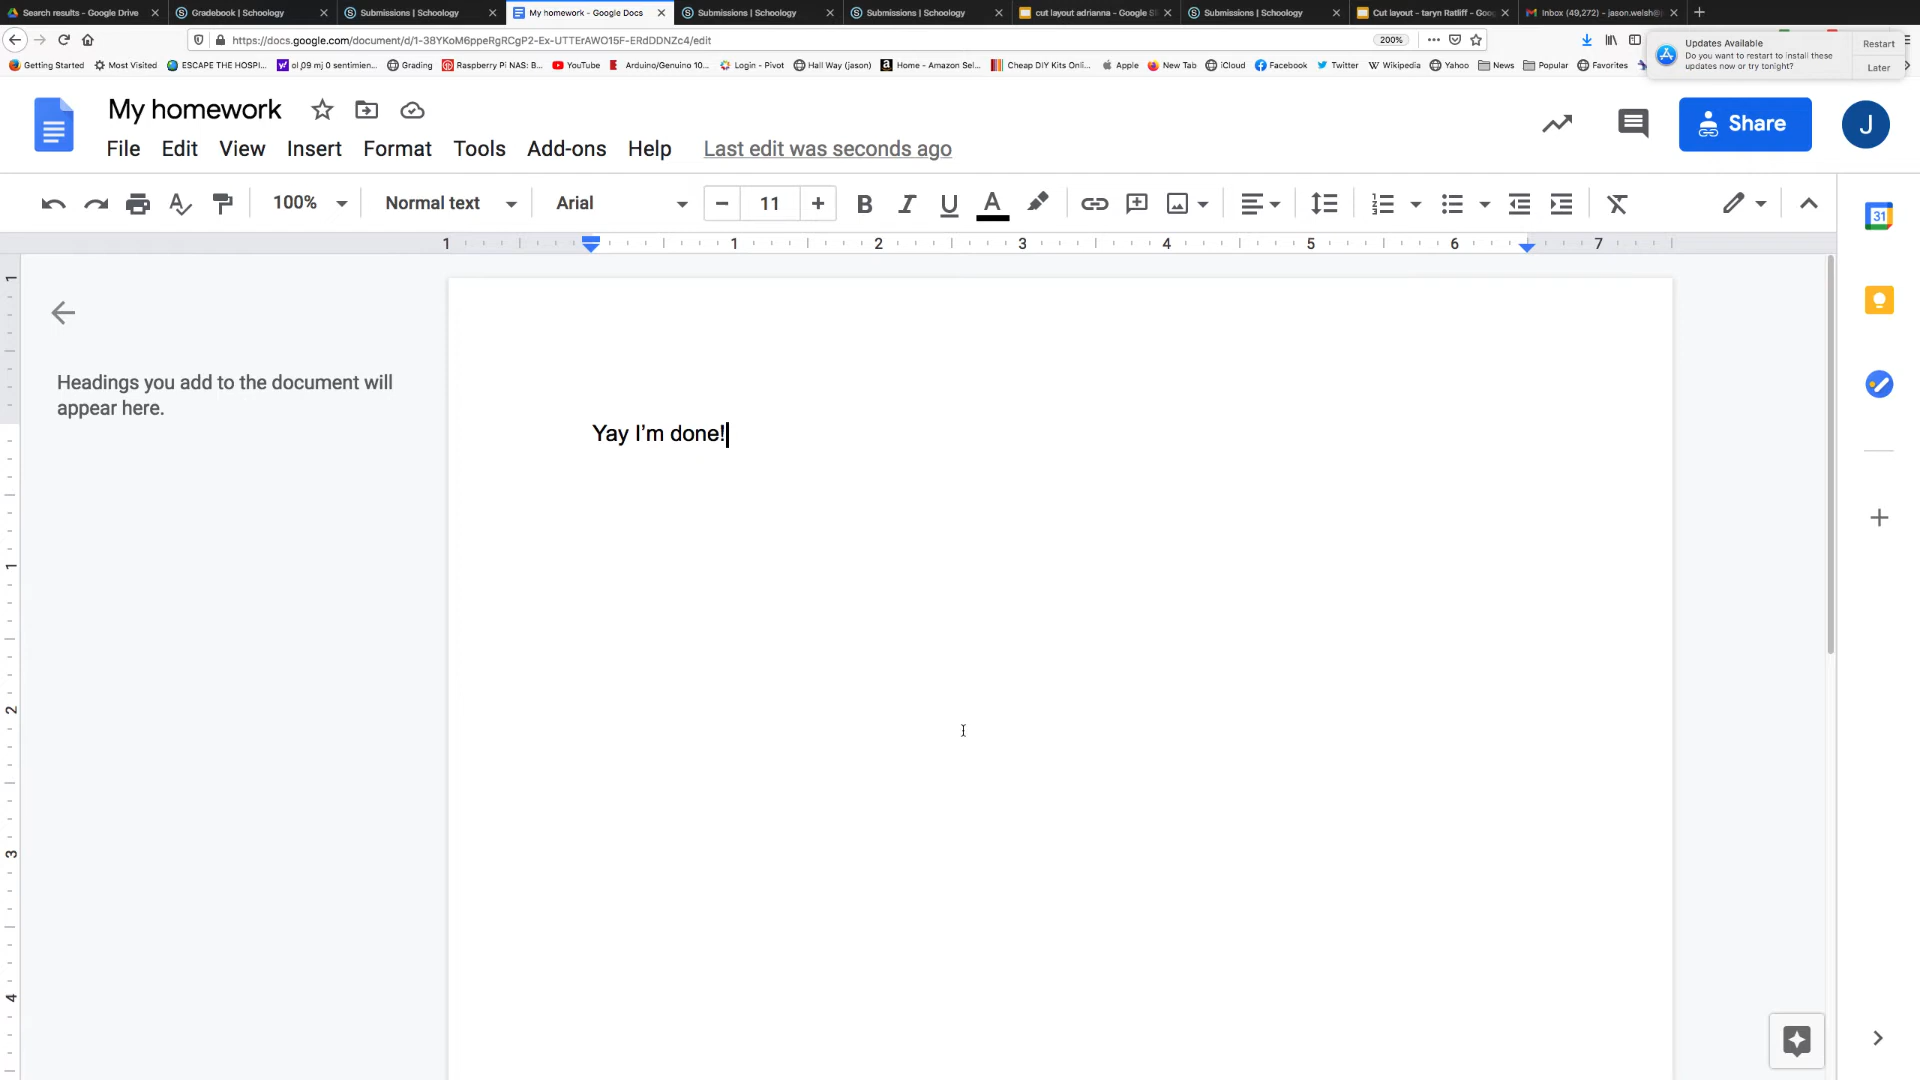 Search results - Google Drive
Gradebook | Schoology
Submissions | Schoology
My homework - Google Docs
Submissions | Schoology
Submissions | Schoology
cut layout adrianna - Google Sl
Submissions | Schoology
Cut layout - taryn Ratliff - Goog
Inbox (49,272) - jason.welsh@
https://docs.google.com/document/d/1-38YKoM6ppeRgRCgP2-Ex-UTTErAWO15F-ERdDDNZc4/edit
200%
Getting Started
Most Visited
ESCAPE THE HOSPI...
ol ,09 mj 0 sentimien...
Grading
Raspberry Pi NAS: B...
YouTube
Arduino/Genuino 10...
Login - Pivot
Hall Way (jason)
Home - Amazon Sel...
Cheap DIY Kits Onli...
Apple
New Tab
iCloud
Facebook
Twitter
Wikipedia
Yahoo
News
Popular
Favorites
Updates Available
Do you want to restart to install these
updates now or try tonight?
Restart
Later
My homework
File Edit View Insert Format Tools Add-ons Help Last edit was seconds ago
Share
J
100% Normal text Arial 11 B I U A
31
1 1 2 3 4 5 6 7
Headings you add to the document will
appear here.
Yay I'm done!
1
1
2
3
4